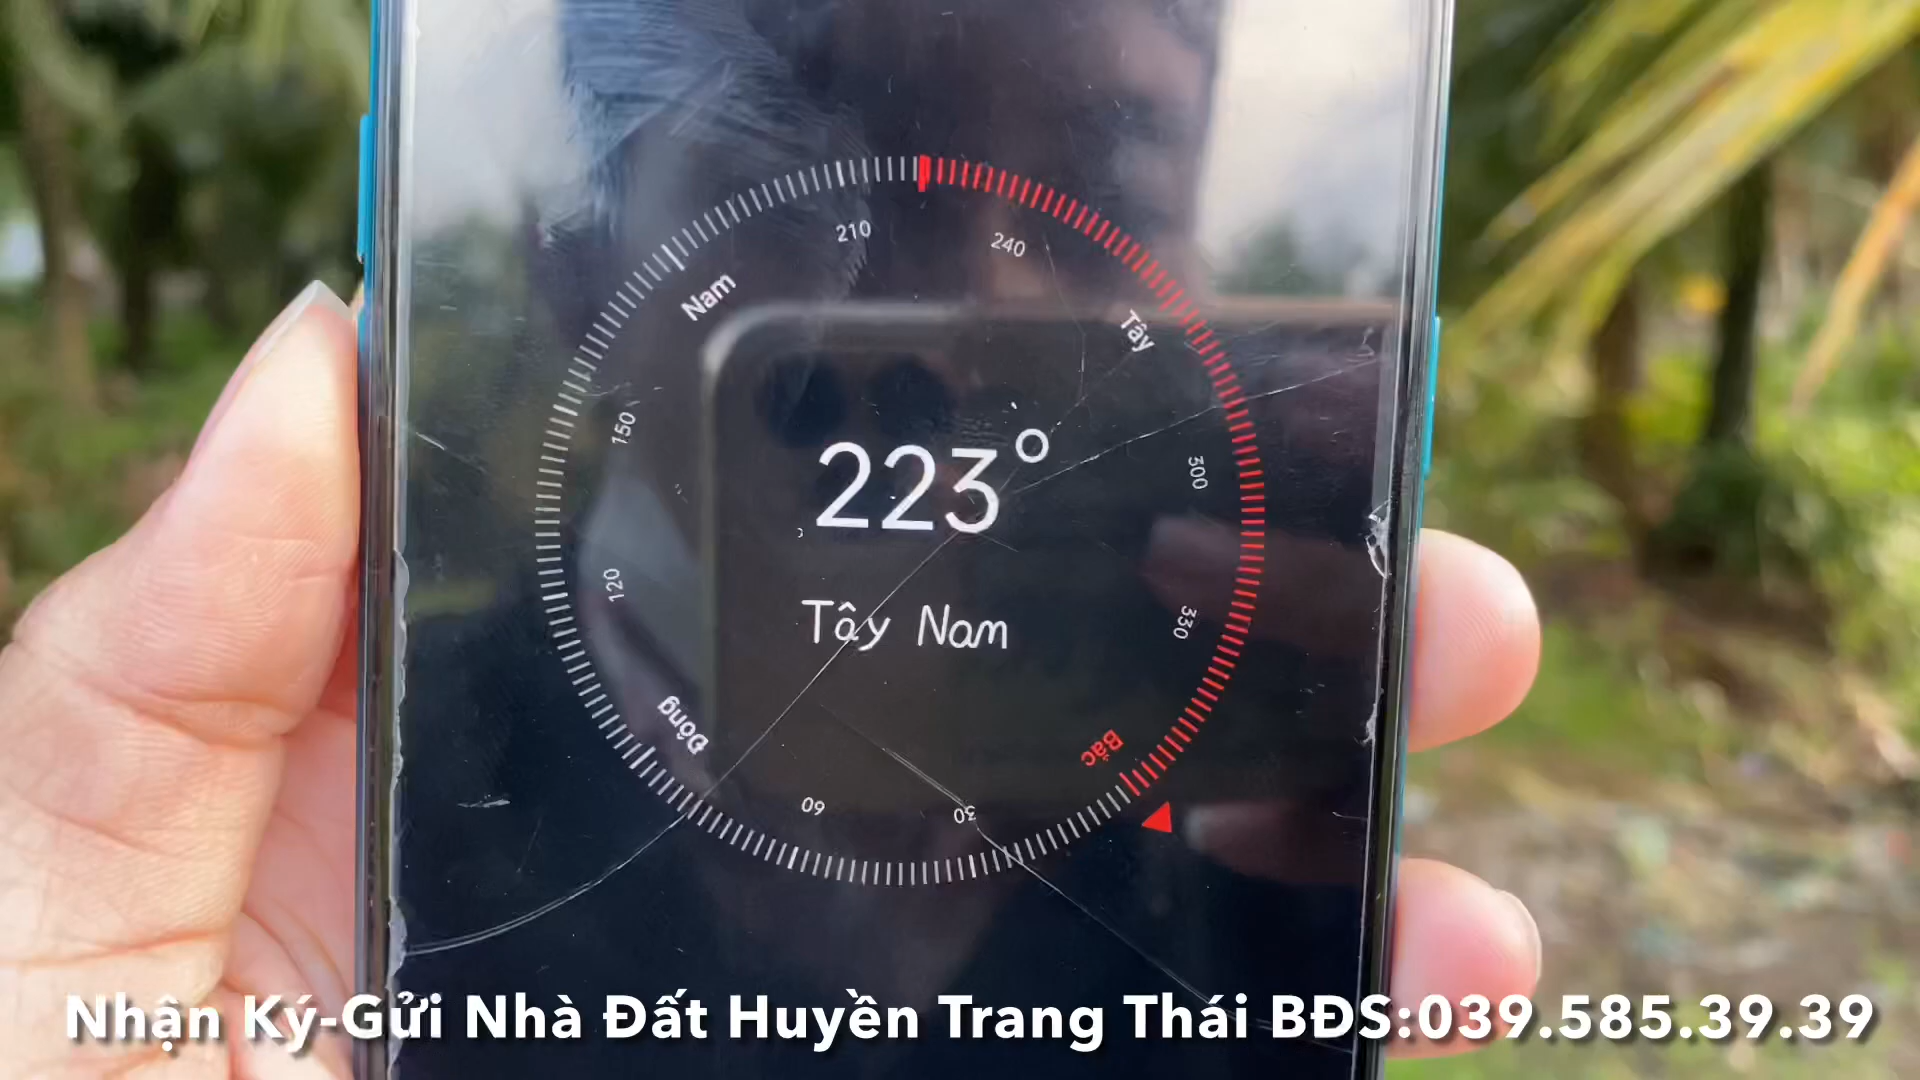 210
240
Nam
Tây
150
300
223°
120
330
Tây Nam
Đông
Bắc
60
30
Nhận Ký-Gửi Nhà Đất Huyền Trang Thái BĐS:039.585.39.39